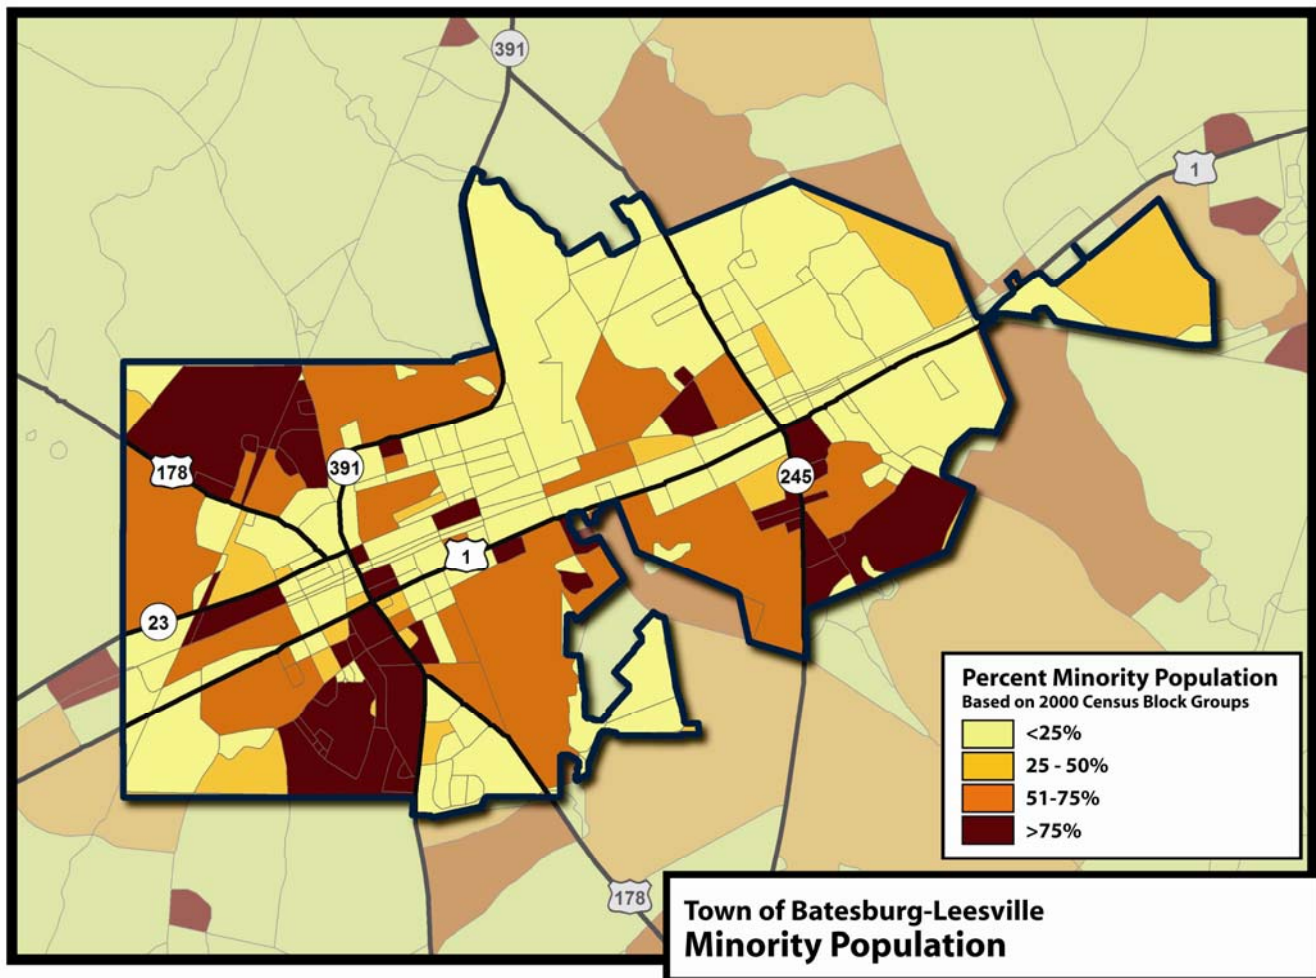 391
1
178
391
245
1
23
Percent Minority Population
Based on 2000 Census Block Groups
<25%
25 - 50%
51-75%
>75%
178
Town of Batesburg-Leesville
Minority Population